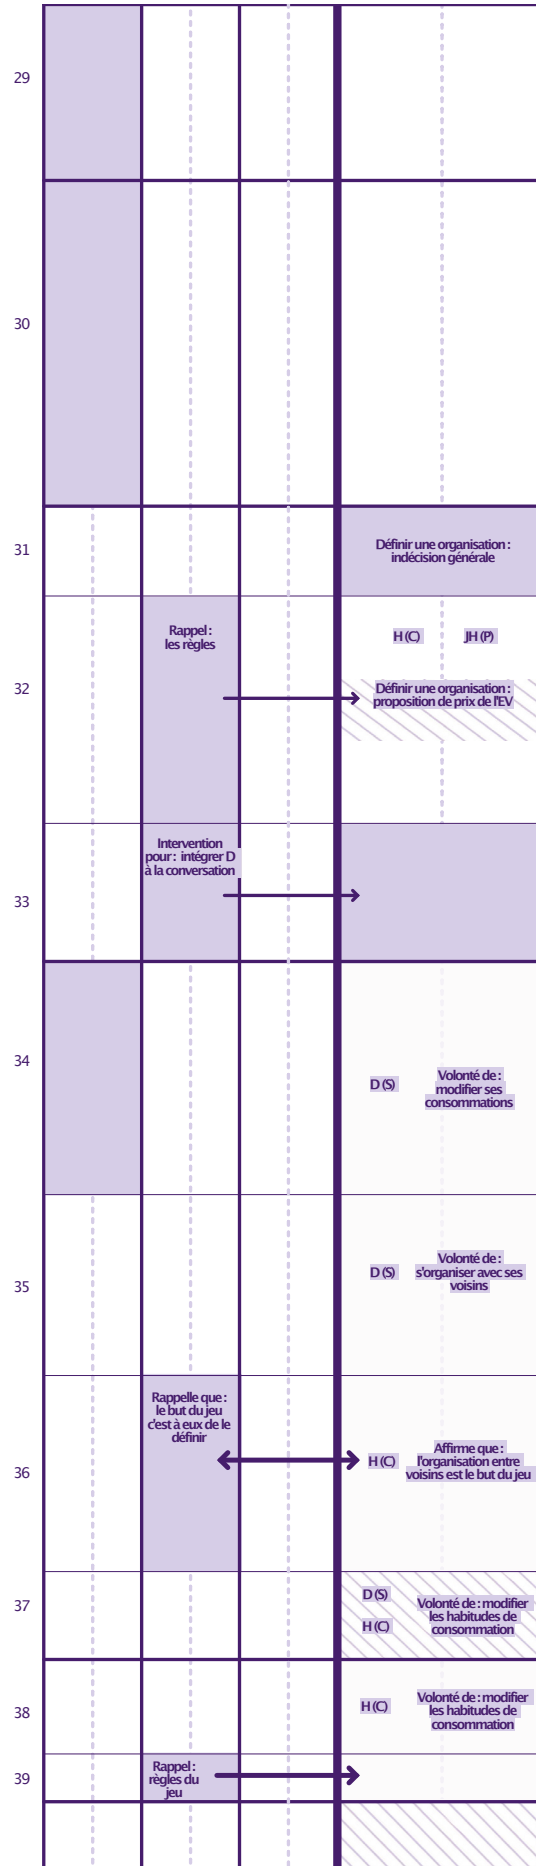 29
30
31
Définir une organisation :
indécision générale
Rappel :
les règles
H (C)
JH (P)
32
Définir une organisation :
proposition de prix de l'EV
Intervention
pour : intégrer D
à la conversation
33
34
D (S)
Volonté de :
modifier ses
consommations
35
D (S)
Volonté de :
s'organiser avec ses
voisins
Rappelle que :
le but du jeu
c'est à eux de le
définir
36
H (C)
Affirme que :
l'organisation entre
voisins est le but du jeu
37
D (S)
H (C)
Volonté de : modifier
les habitudes de
consommation
38
H (C)
Volonté de : modifier
les habitudes de
consommation
39
Rappel :
règles du
jeu